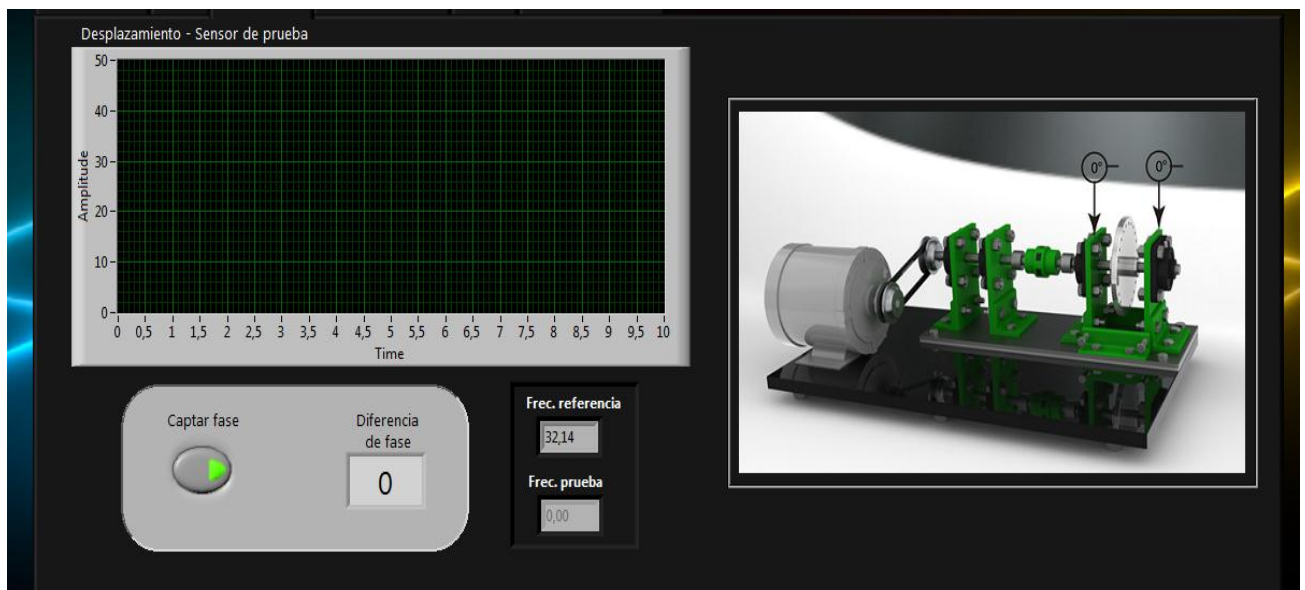 Desplazamiento - Sensor de prueba
50
40
30
20
10
0
Amplitude
0 0,5 1 1,5 2 2,5 3 3,5 4 4,5 5 5,5 6 6,5 7 7,5 8 8,5 9 9,5 10
Time
Captar fase
Diferencia
de fase
0
Frec. referencia
32,14
Frec. prueba
0,00
0° 0°